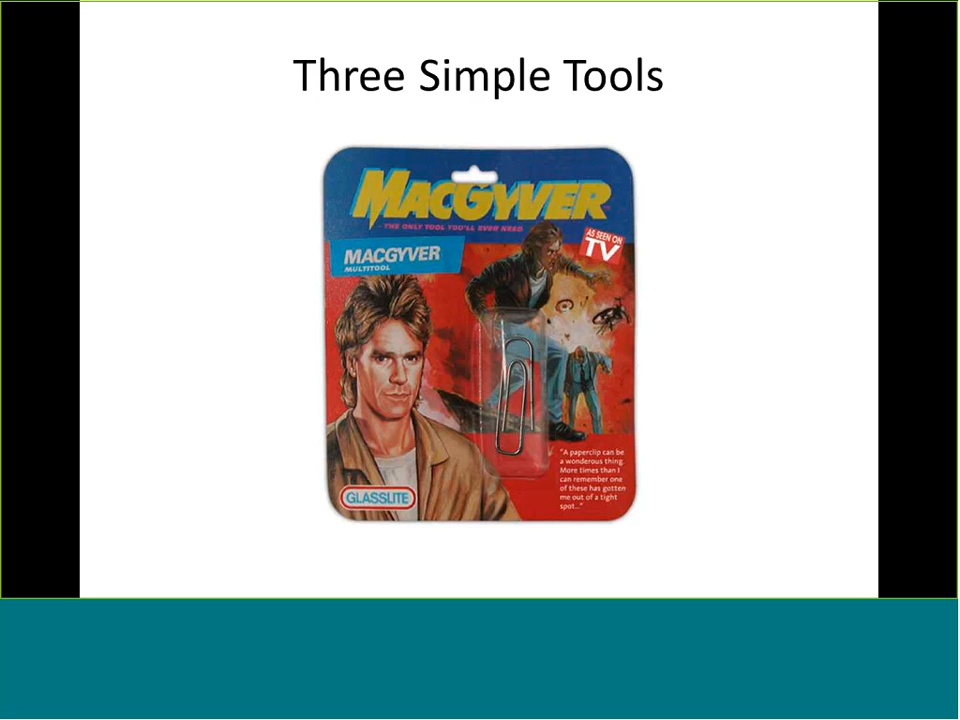 Three Simple Tools
MACGYVER
- THE ONLY TOOL YOU'LL EVER NEED
AS SEEN ON
TV
MACGYVER
MULTITOOL
"A paperclip can be
a wonderous thing.
More times than I
can remember one
of these has gotten
me out of a tight
spot..."
GLASSLITE